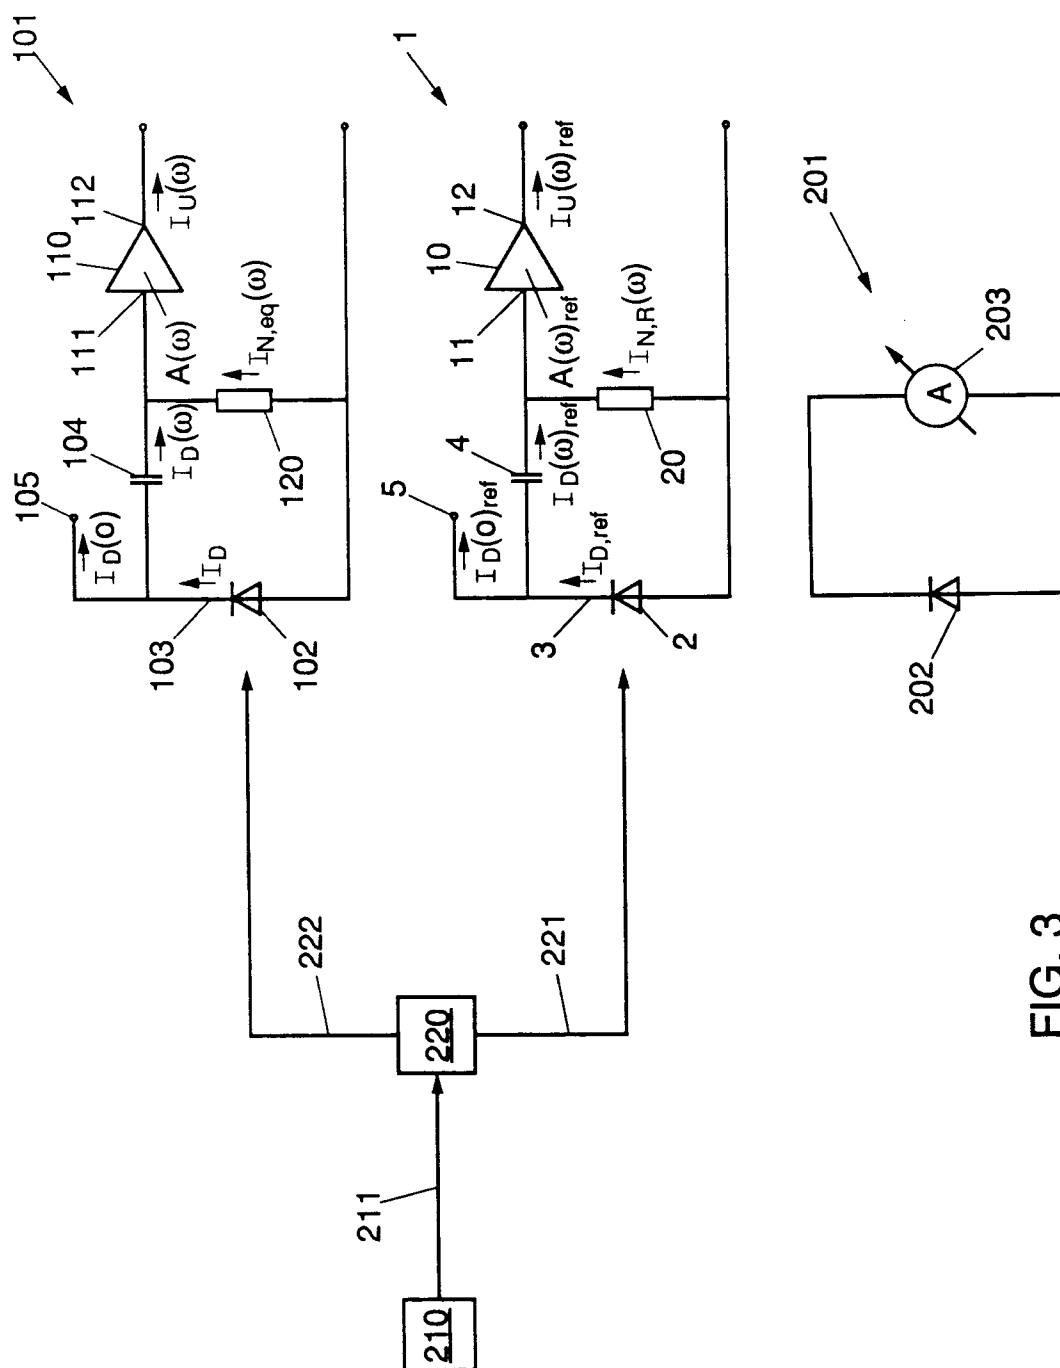 101
105
I_D(0)
104
I_D(ω)
103
I_D
102
111
110
112
I_U(ω)
A(ω)
I_N,eq(ω)
120
1
5
I_D(0)ref
4
I_D(ω)ref
3
I_D,ref
2
11
10
12
I_U(ω)ref
A(ω)ref
I_N,R(ω)
20
201
202
A
203
222
221
220
211
210
FIG. 3